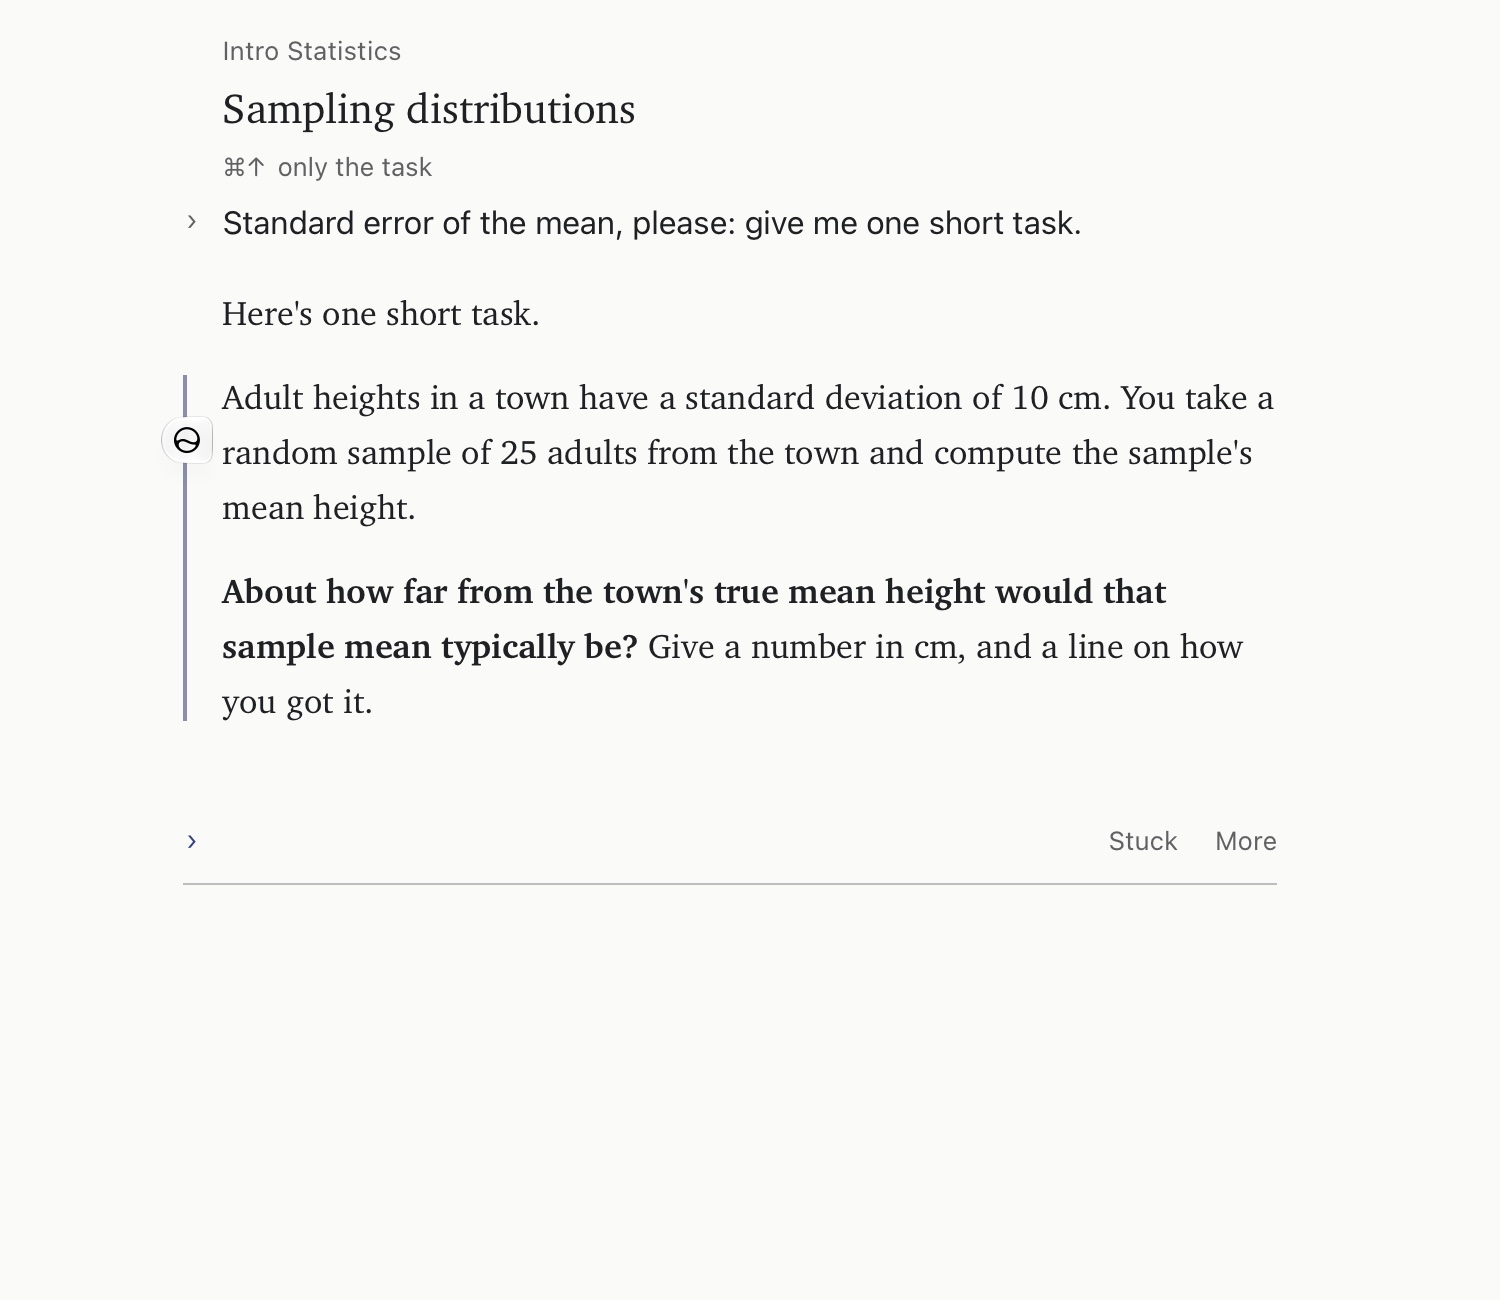 Intro Statistics
Sampling distributions
⌘↑ only the task
› Standard error of the mean, please: give me one short task.
Here's one short task.
Adult heights in a town have a standard deviation of 10 cm. You take a
random sample of 25 adults from the town and compute the sample's
mean height.
About how far from the town's true mean height would that
sample mean typically be? Give a number in cm, and a line on how
you got it.
› Stuck More